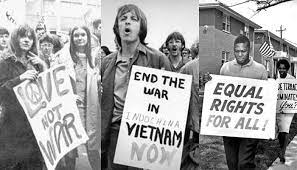 LOVE
NOT
WAR
END THE
WAR
IN
INDOCHINA
VIETNAM
NOW
EQUAL
RIGHTS
FOR ALL!